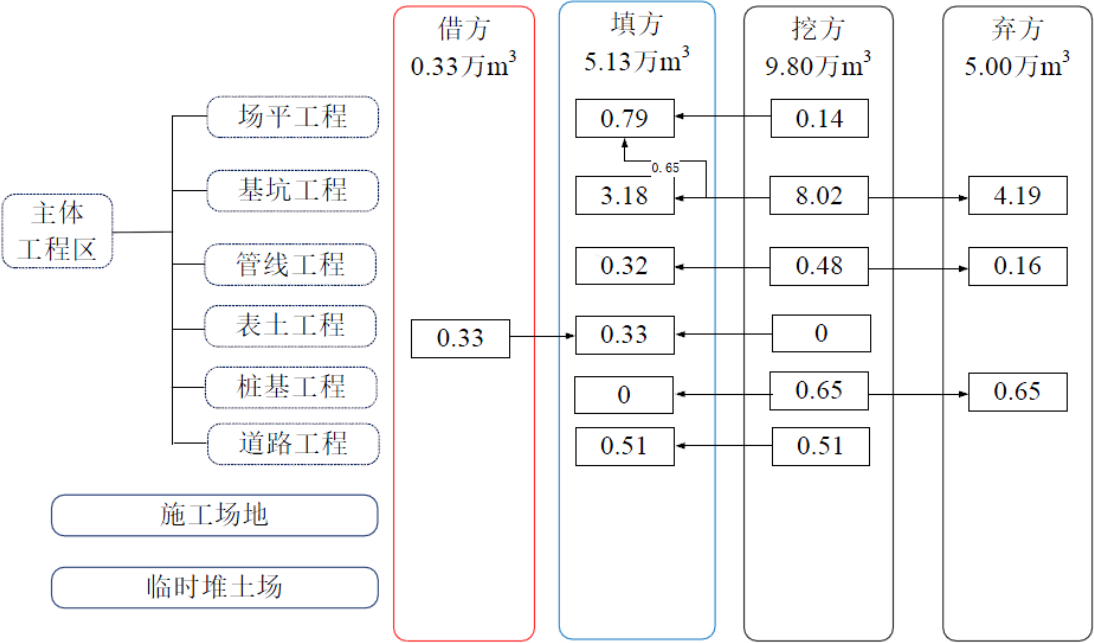 借方
0.33万m³
填方
5.13万m³
挖方
9.80万m³
弃方
5.00万m³
场平工程
0.79
0.14
0.65
基坑工程
3.18
8.02
4.19
主体
工程区
管线工程
0.32
0.48
0.16
表土工程
0.33
0.33
0
桩基工程
0
0.65
0.65
道路工程
0.51
0.51
施工场地
临时堆土场